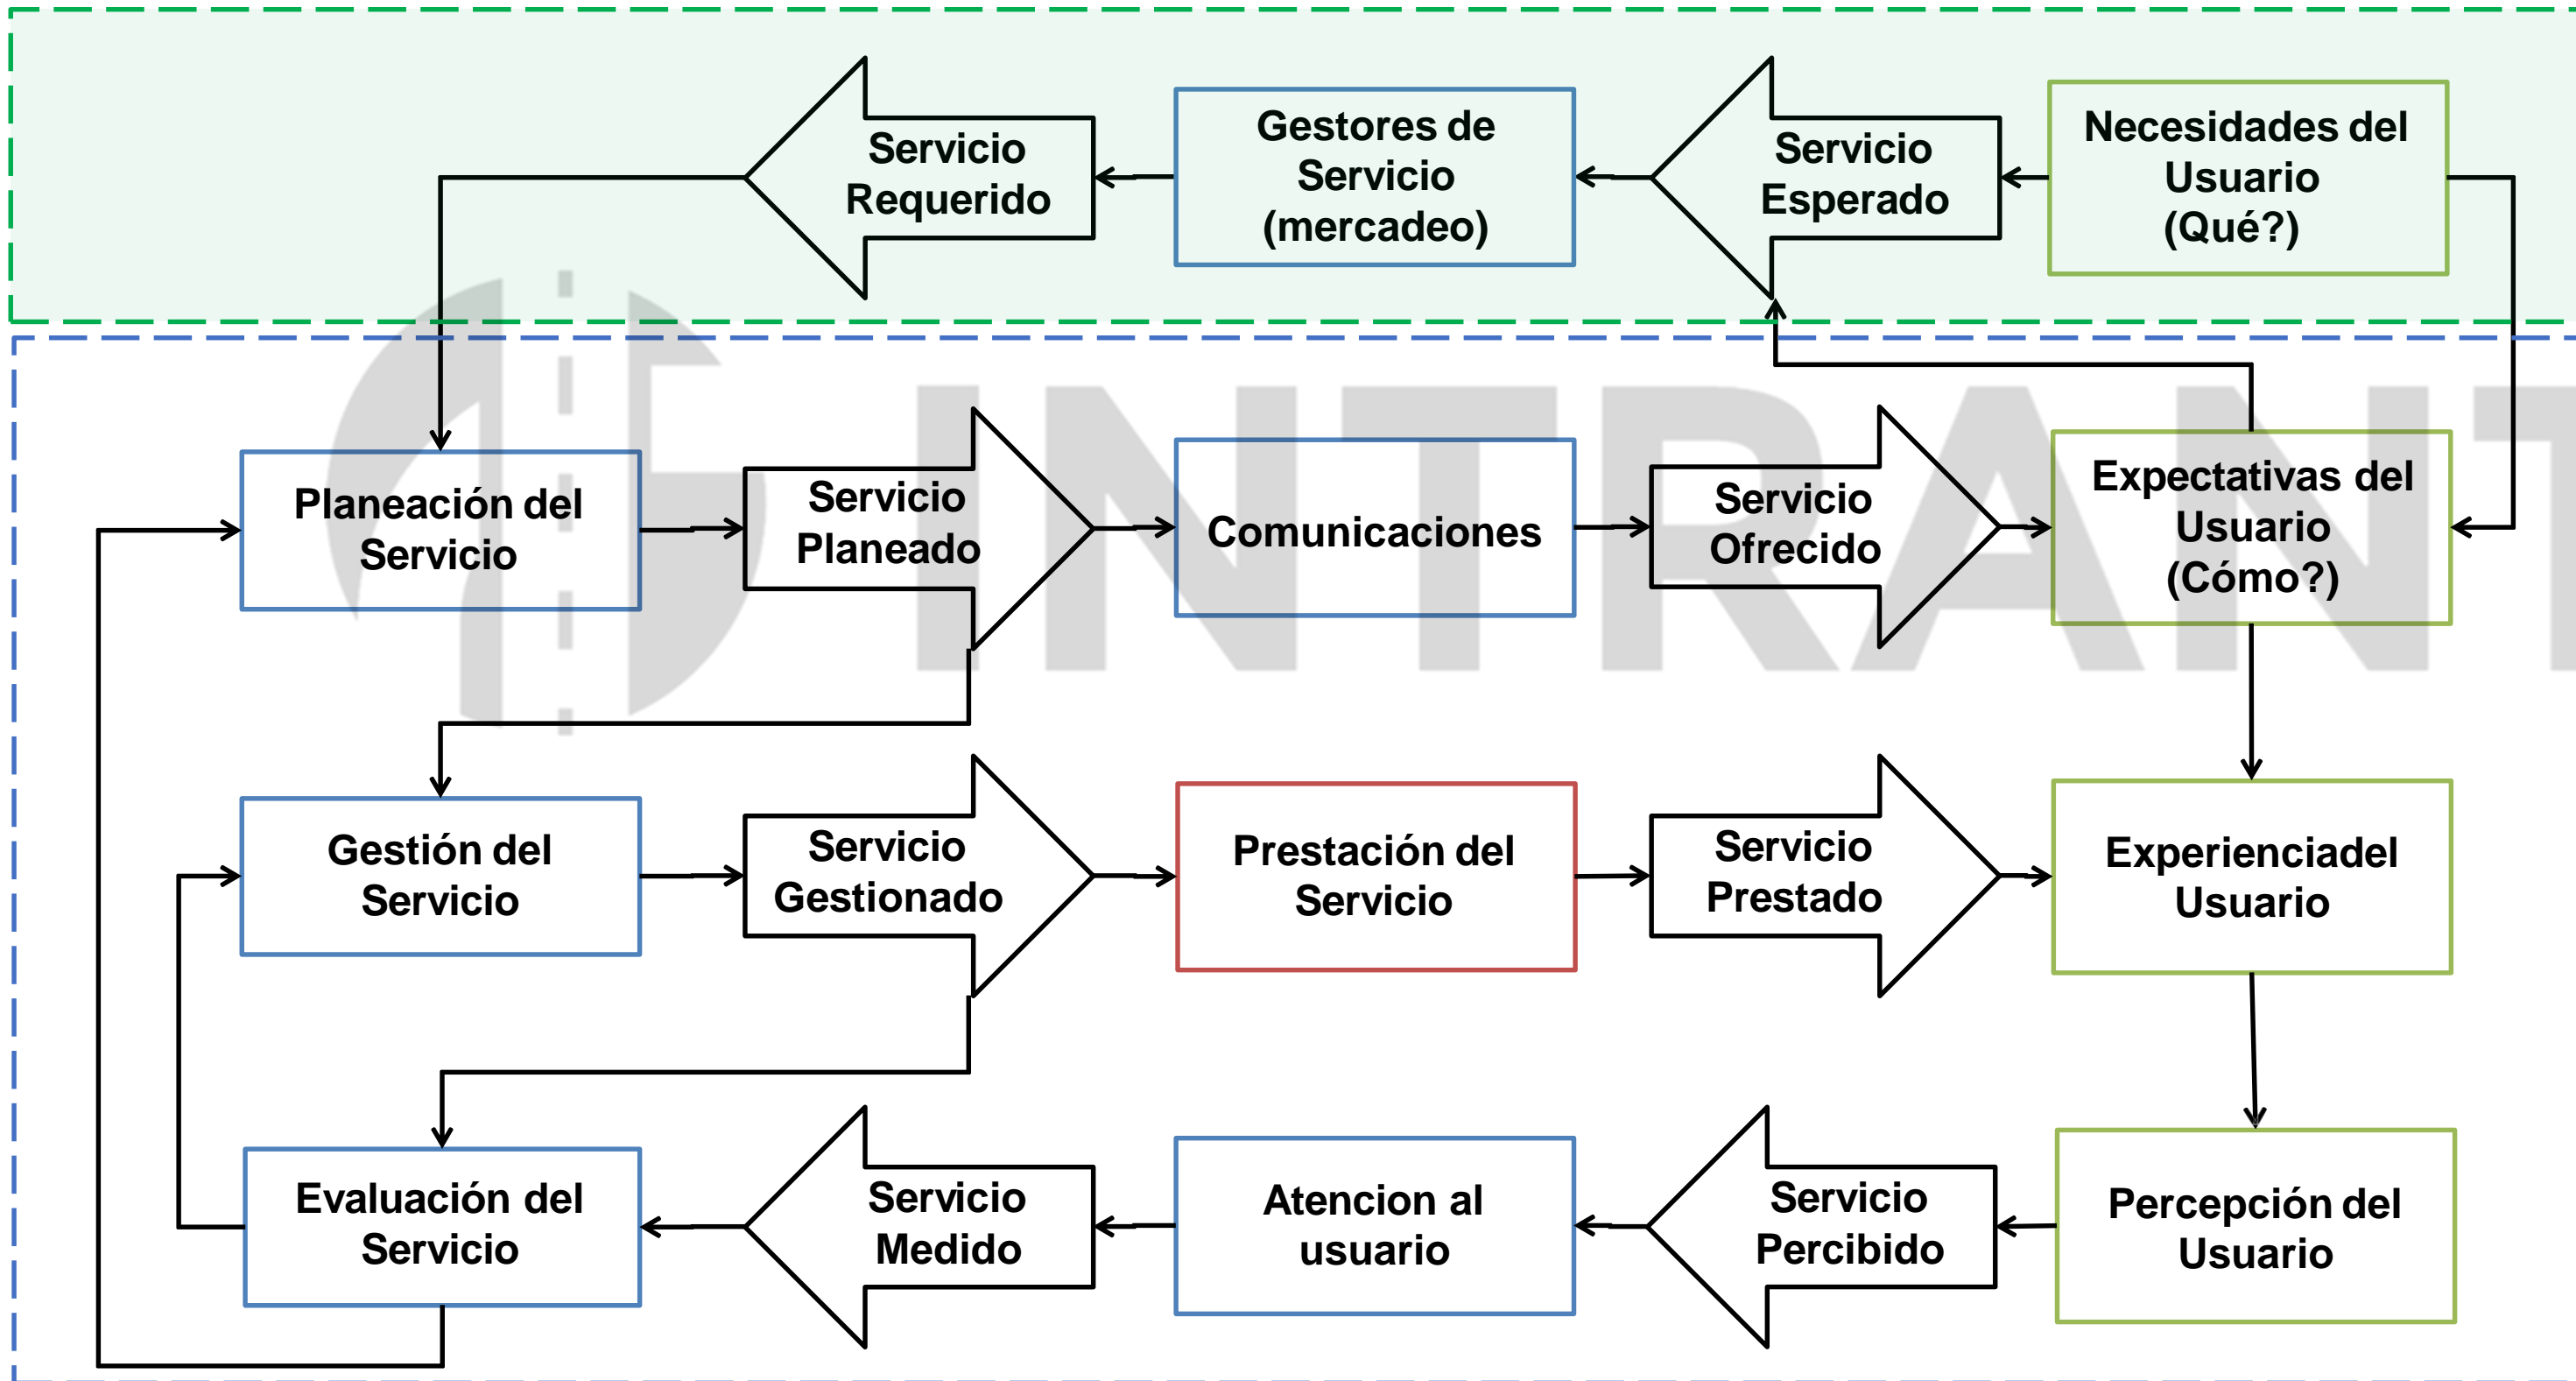 Servicio
Requerido
Gestores de
Servicio
(mercadeo)
Servicio
Esperado
Necesidades del
Usuario
(Qué?)
INTRANT
Planeación del
Servicio
Servicio
Planeado
Comunicaciones
Servicio
Ofrecido
Expectativas del
Usuario
(Cómo?)
Gestión del
Servicio
Servicio
Gestionado
Prestación del
Servicio
Servicio
Prestado
Experienciadel
Usuario
Evaluación del
Servicio
Servicio
Medido
Atencion al
usuario
Servicio
Percibido
Percepción del
Usuario